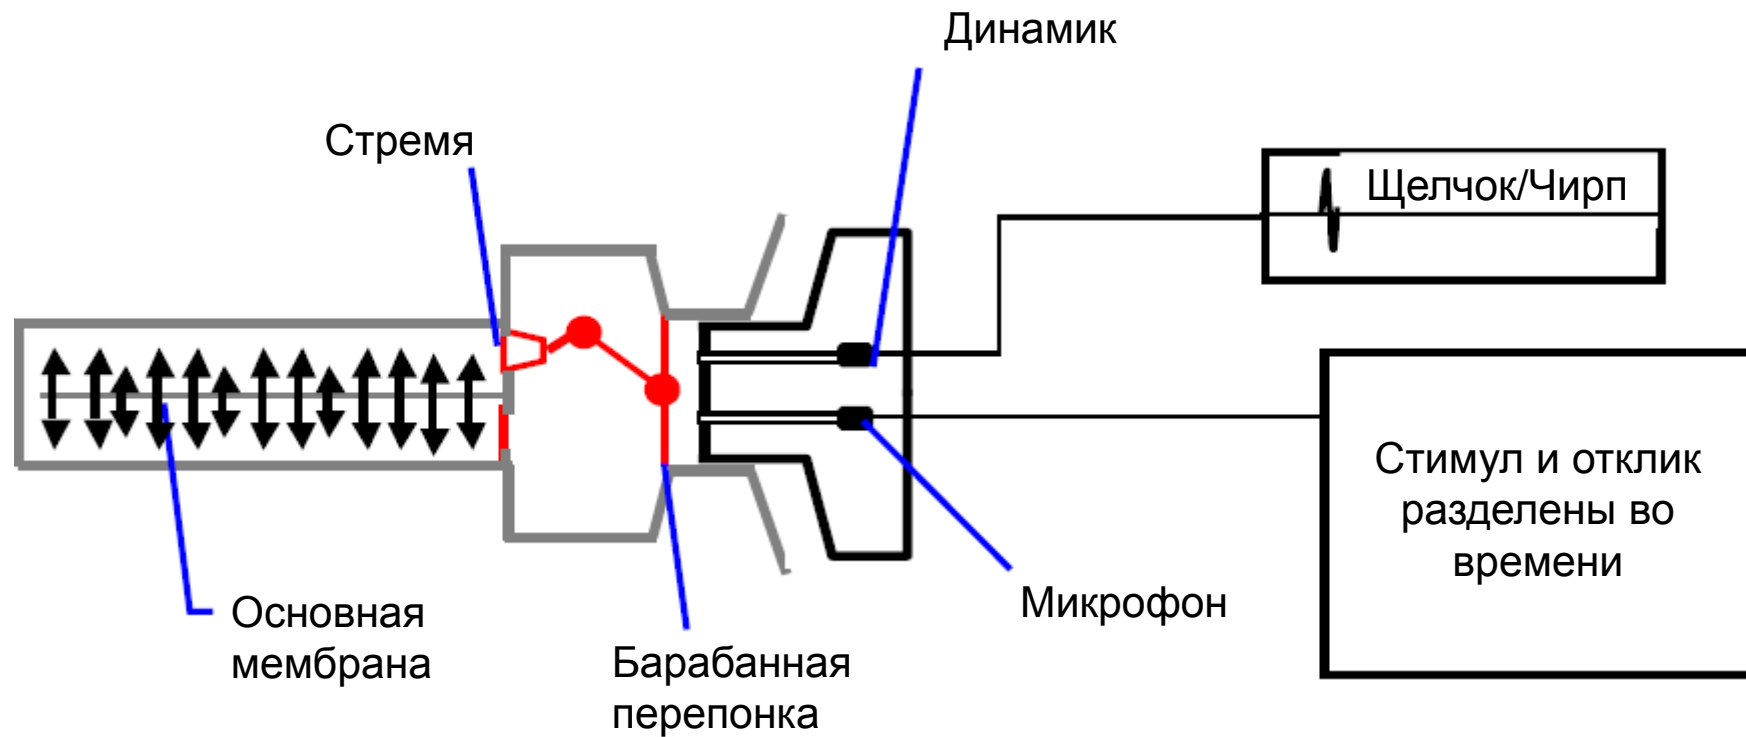 Динамик
Стремя
Щелчок/Чирп
Стимул и отклик
разделены во
времени
Микрофон
Основная
мембрана
Барабанная
перепонка